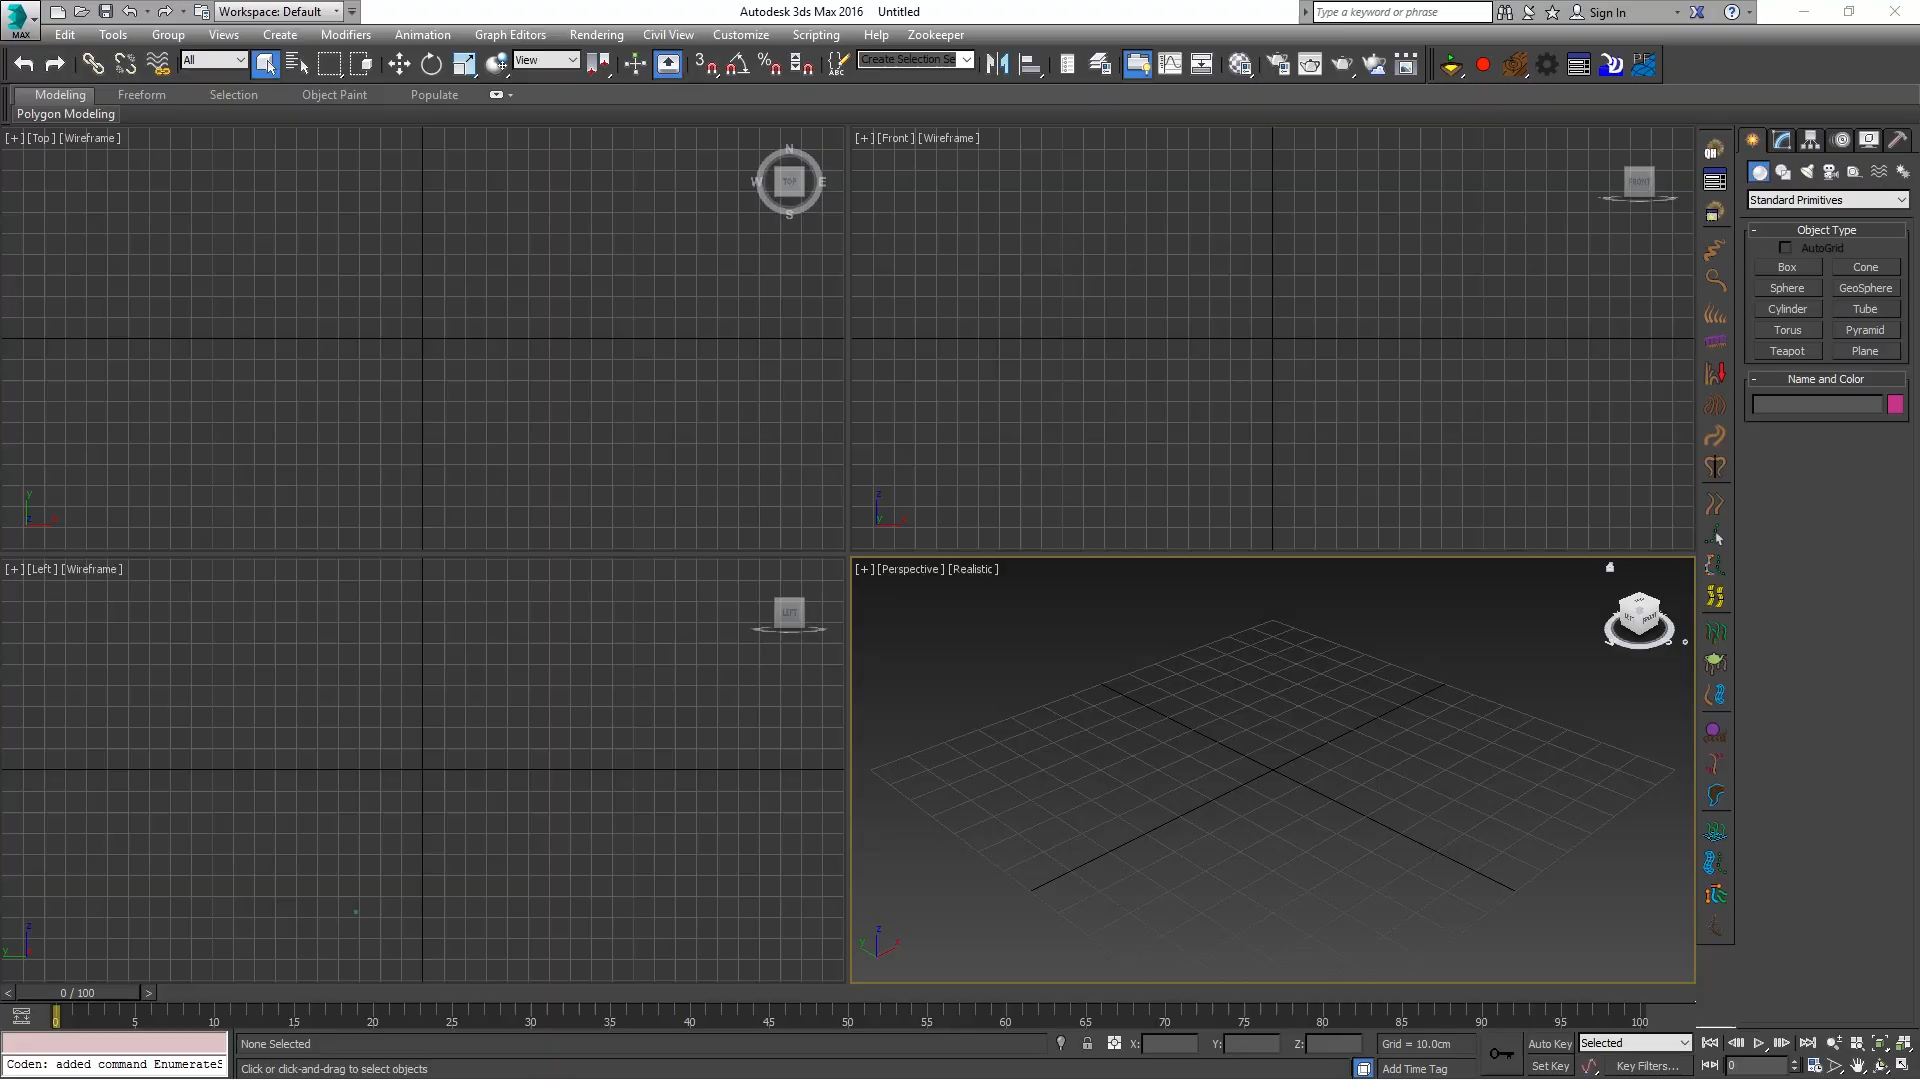 Workspace: Default
Autodesk 3ds Max 2016 Untitled
Type a keyword or phrase
Sign In
MAX
Edit Tools Group Views Create Modifiers Animation Graph Editors Rendering Civil View Customize Scripting Help Zookeeper
All
View
Create Selection Se
Modeling Freeform Selection Object Paint Populate
Polygon Modeling
[+] [Top] [Wireframe]
[+] [Front] [Wireframe]
N
W TOP E
S
FRONT
QH
Standard Primitives
- Object Type
AutoGrid
Box Cone
Sphere GeoSphere
Cylinder Tube
Torus Pyramid
Teapot Plane
- Name and Color
y
z x
z
y x
[+] [Left] [Wireframe]
[+] [Perspective] [Realistic]
LEFT
z
y
z
y x
< 0 / 100 >
0 5 10 15 20 25 30 35 40 45 50 55 60 65 70 75 80 85 90 95 100
None Selected
X: Y: Z:
Grid = 10.0cm
Auto Key
Selected
Coden: added command EnumerateS
Click or click-and-drag to select objects
Add Time Tag
Set Key
Key Filters...
0